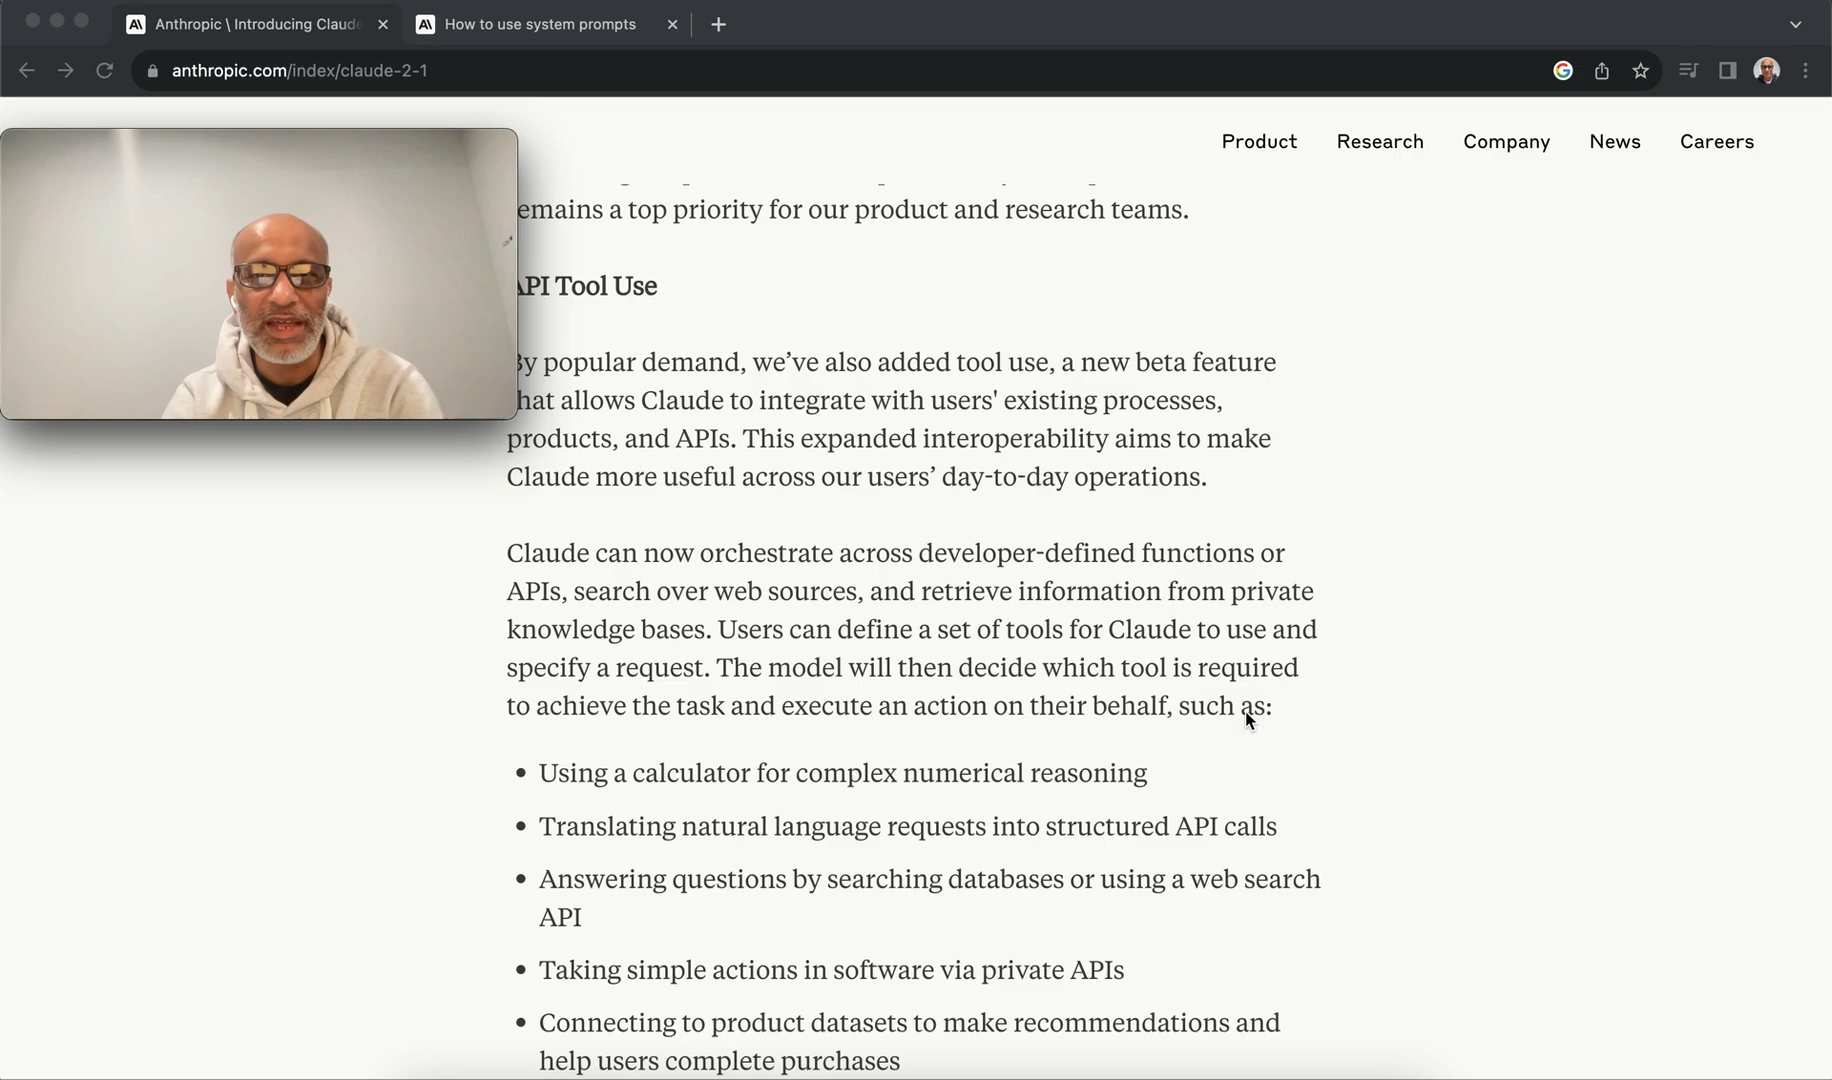 Anthropic \ Introducing Claude
How to use system prompts
anthropic.com/index/claude-2-1
Product
Research
Company
News
Careers
emains a top priority for our product and research teams.
API Tool Use
By popular demand, we’ve also added tool use, a new beta feature
that allows Claude to integrate with users' existing processes,
products, and APIs. This expanded interoperability aims to make
Claude more useful across our users’ day-to-day operations.
Claude can now orchestrate across developer-defined functions or
APIs, search over web sources, and retrieve information from private
knowledge bases. Users can define a set of tools for Claude to use and
specify a request. The model will then decide which tool is required
to achieve the task and execute an action on their behalf, such as:
• Using a calculator for complex numerical reasoning
• Translating natural language requests into structured API calls
• Answering questions by searching databases or using a web search
API
• Taking simple actions in software via private APIs
• Connecting to product datasets to make recommendations and
help users complete purchases